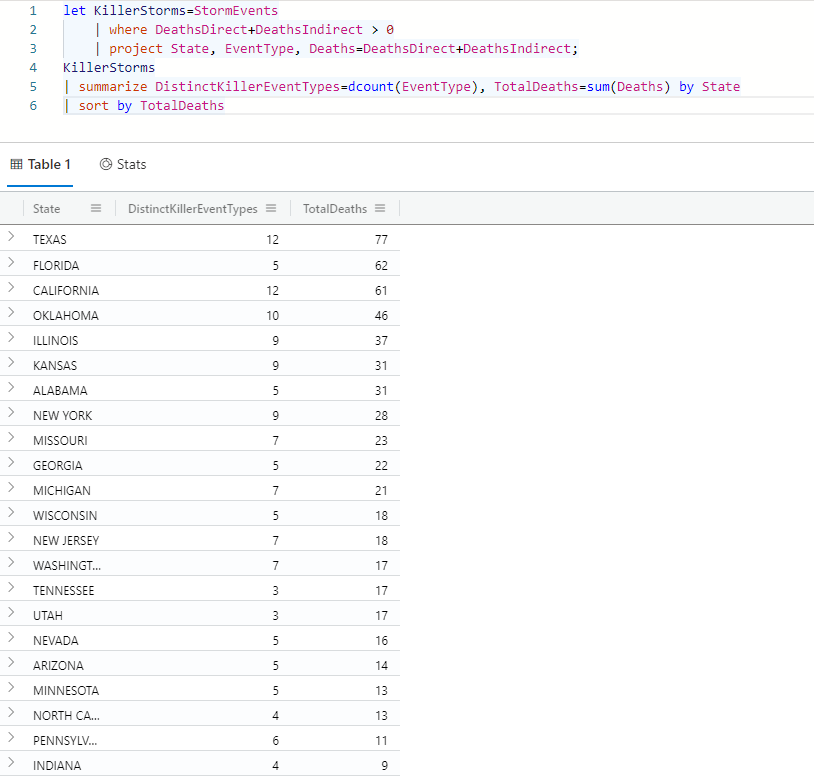 1 let KillerStorms=StormEvents
2 | where DeathsDirect+DeathsIndirect > 0
3 | project State, EventType, Deaths=DeathsDirect+DeathsIndirect;
4 KillerStorms
5 | summarize DistinctKillerEventTypes=dcount(EventType), TotalDeaths=sum(Deaths) by State
6 | sort by TotalDeaths
Table 1 Stats
State DistinctKillerEventTypes TotalDeaths
TEXAS 12 77
FLORIDA 5 62
CALIFORNIA 12 61
OKLAHOMA 10 46
ILLINOIS 9 37
KANSAS 9 31
ALABAMA 5 31
NEW YORK 9 28
MISSOURI 7 23
GEORGIA 5 22
MICHIGAN 7 21
WISCONSIN 5 18
NEW JERSEY 7 18
WASHINGT... 7 17
TENNESSEE 3 17
UTAH 3 17
NEVADA 5 16
ARIZONA 5 14
MINNESOTA 5 13
NORTH CA... 4 13
PENNSYLV... 6 11
INDIANA 4 9